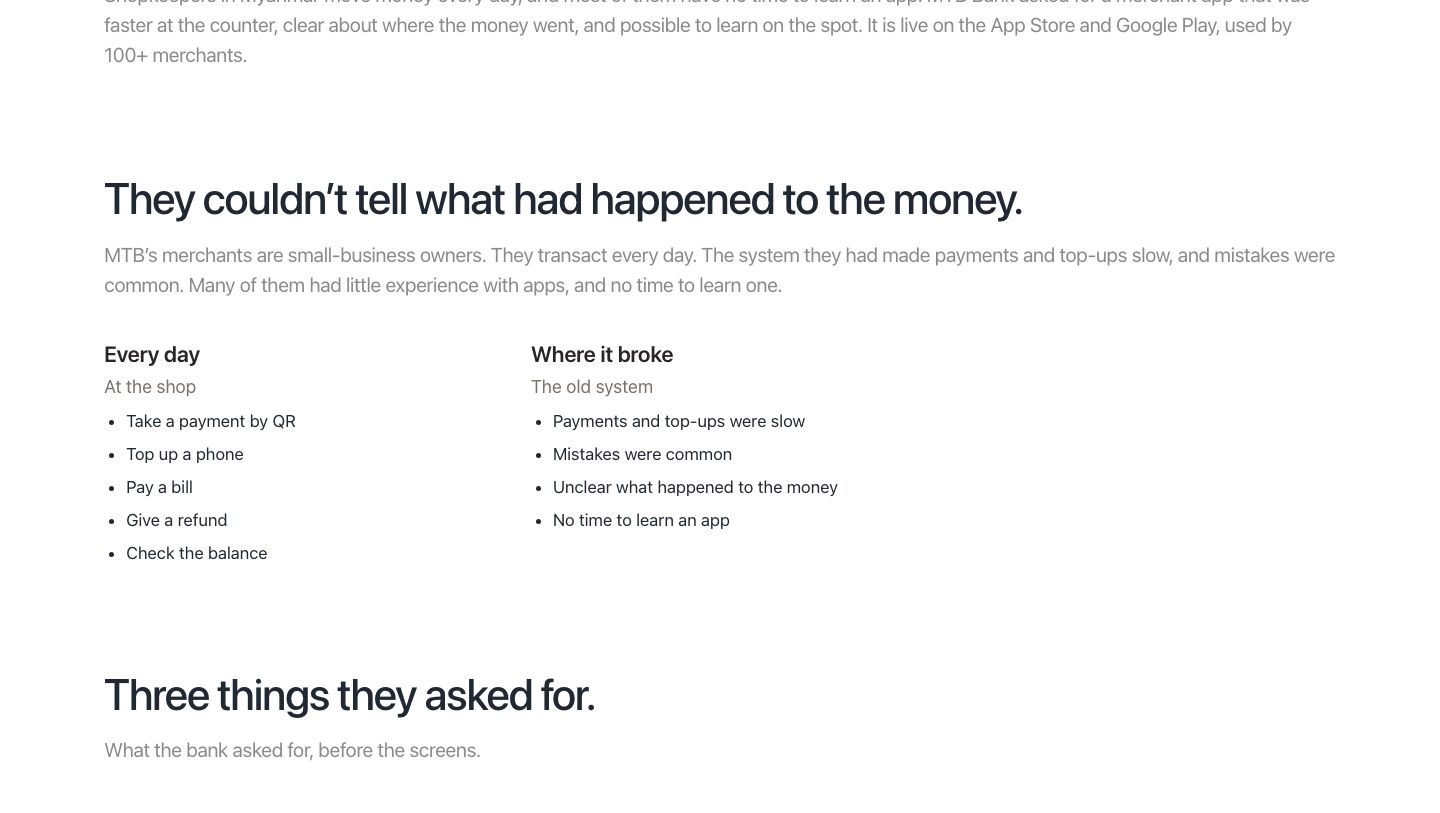 faster at the counter, clear about where the money went, and possible to learn on the spot. It is live on the App Store and Google Play, used by
100+ merchants.
They couldn’t tell what had happened to the money.
MTB’s merchants are small-business owners. They transact every day. The system they had made payments and top-ups slow, and mistakes were
common. Many of them had little experience with apps, and no time to learn one.
Every day
At the shop
• Take a payment by QR
• Top up a phone
• Pay a bill
• Give a refund
• Check the balance
Where it broke
The old system
• Payments and top-ups were slow
• Mistakes were common
• Unclear what happened to the money
• No time to learn an app
Three things they asked for.
What the bank asked for, before the screens.